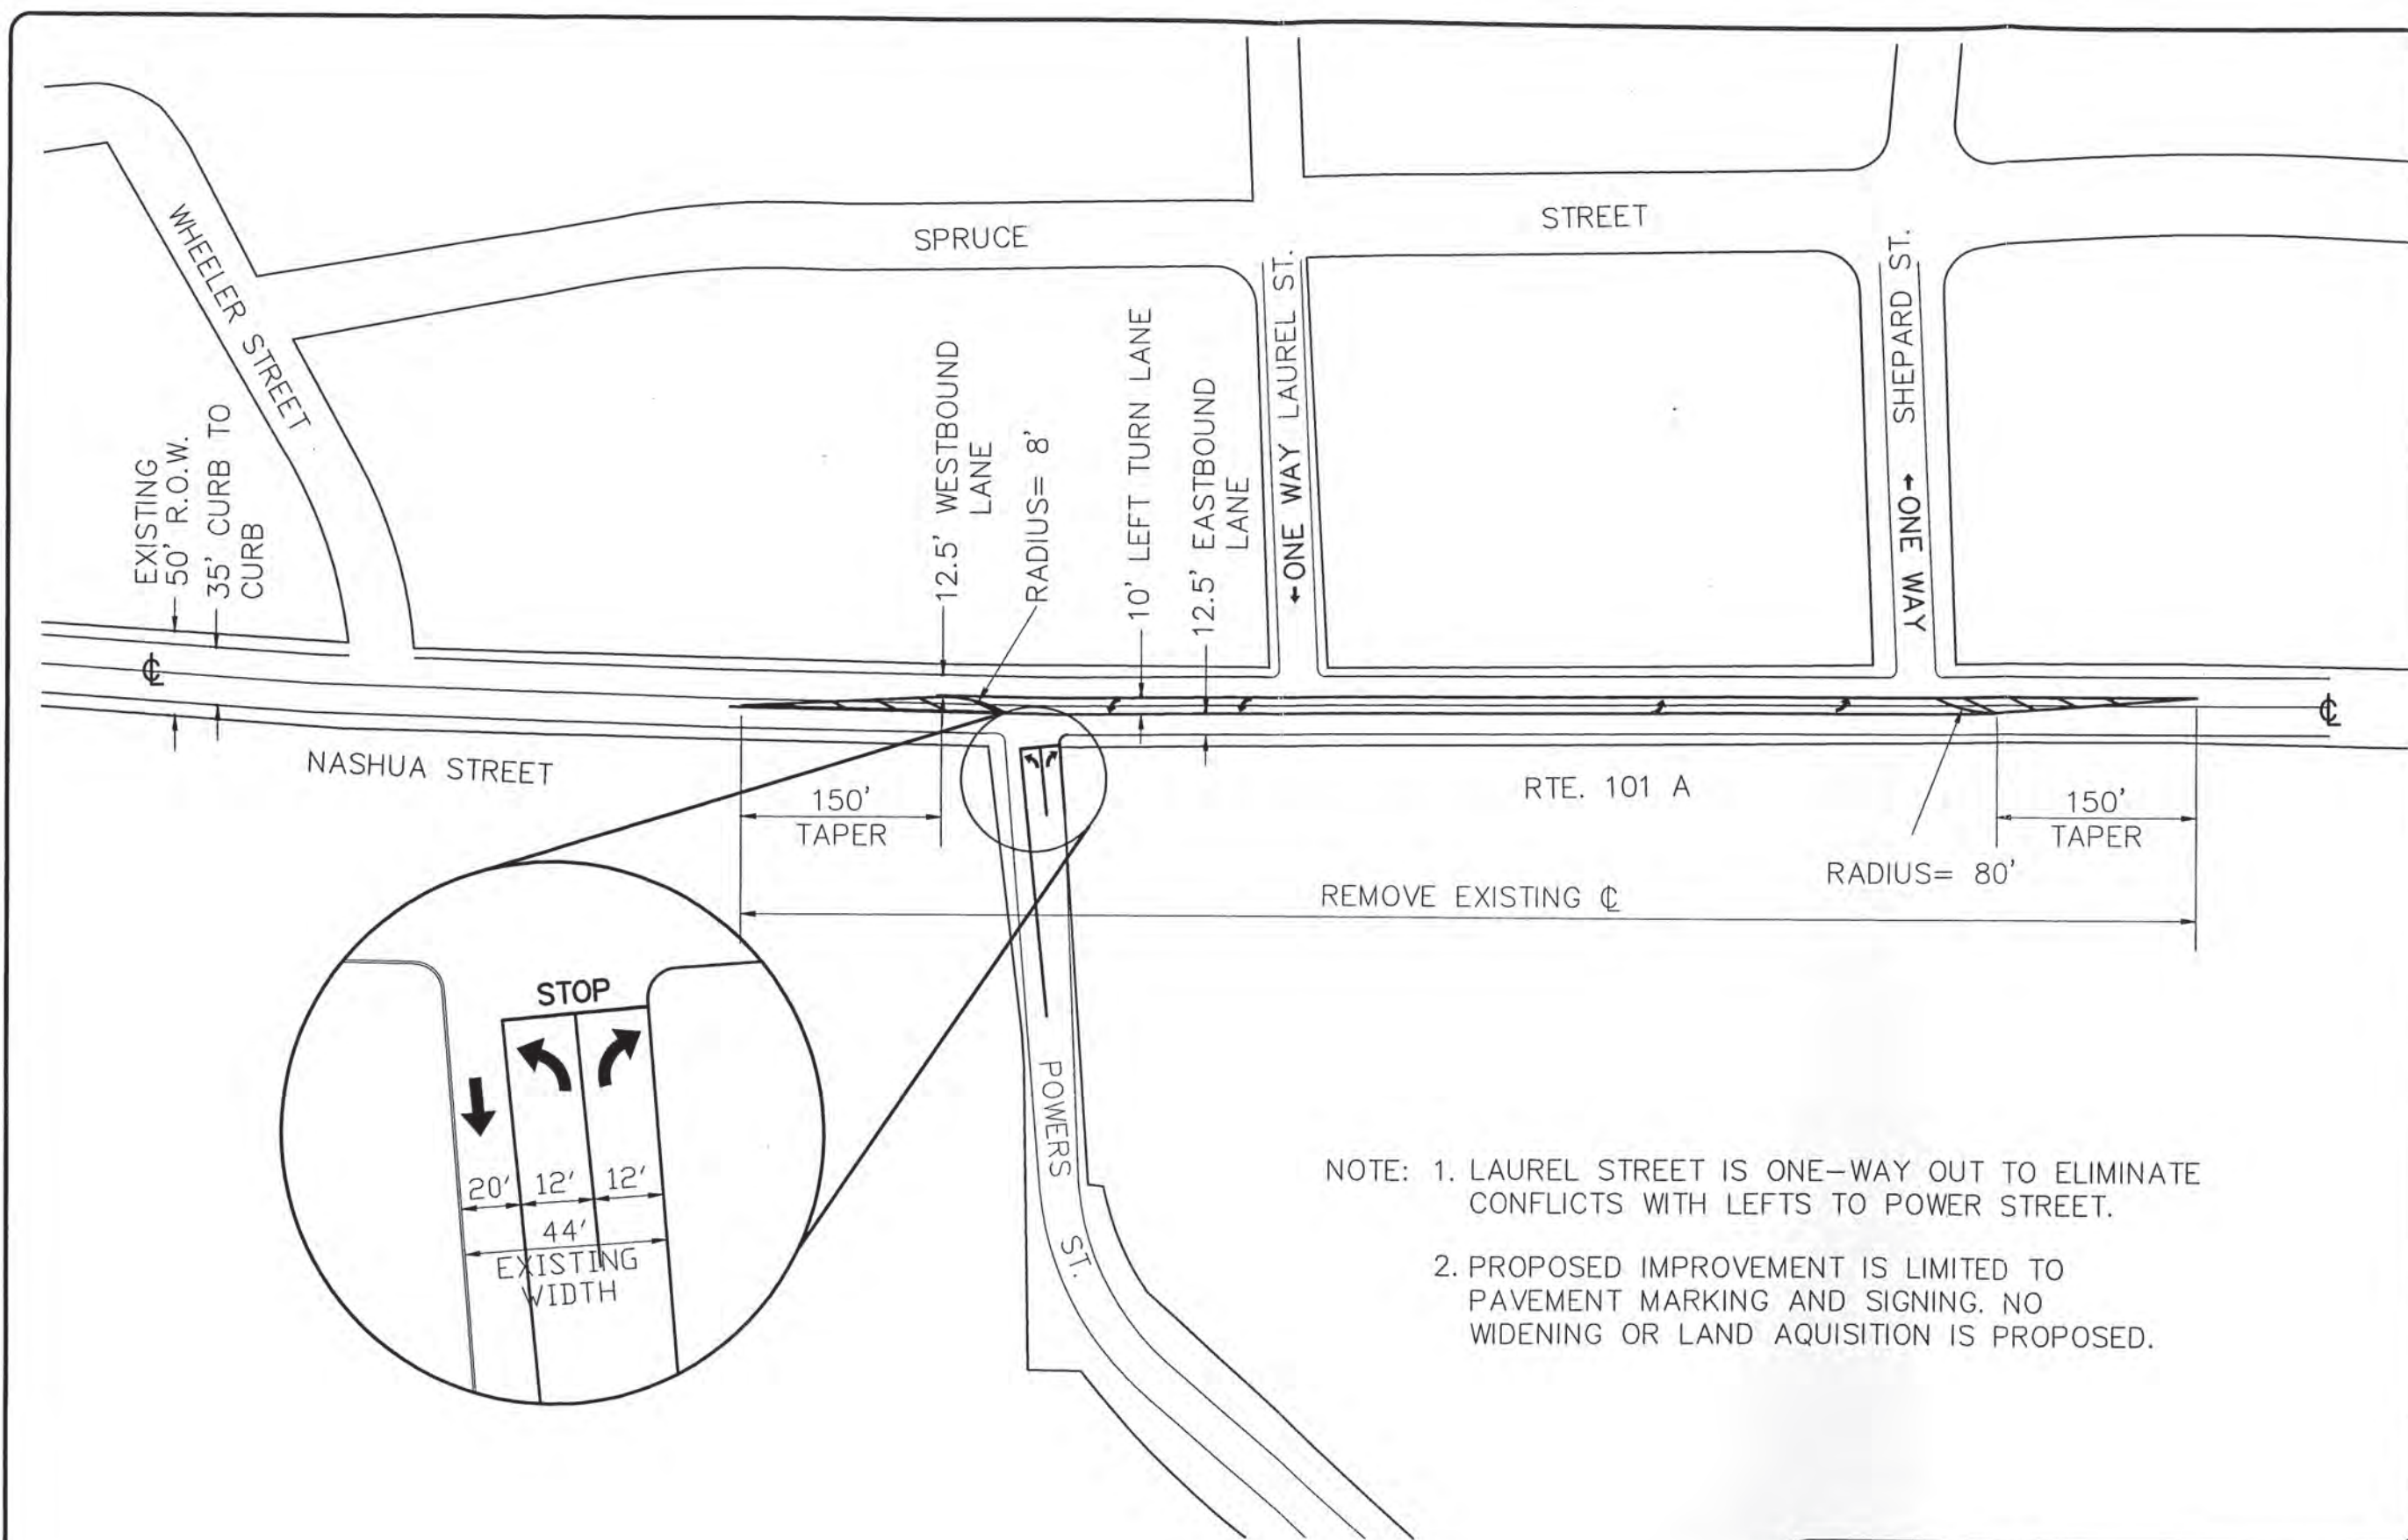 WHEELER STREET
SPRUCE
STREET
EXISTING
50' R.O.W.
35' CURB TO
CURB
12.5' WESTBOUND
LANE
RADIUS= 8'
10' LEFT TURN LANE
12.5' EASTBOUND
LANE
←ONE WAY LAUREL ST.
←ONE WAY SHEPARD ST.
℄
℄
NASHUA STREET
RTE. 101 A
150'
TAPER
150'
TAPER
RADIUS= 80'
REMOVE EXISTING ℄
STOP
20' 12' 12'
44'
EXISTING
WIDTH
POWERS ST.
NOTE: 1. LAUREL STREET IS ONE-WAY OUT TO ELIMINATE
CONFLICTS WITH LEFTS TO POWER STREET.
2. PROPOSED IMPROVEMENT IS LIMITED TO
PAVEMENT MARKING AND SIGNING. NO
WIDENING OR LAND AQUISITION IS PROPOSED.